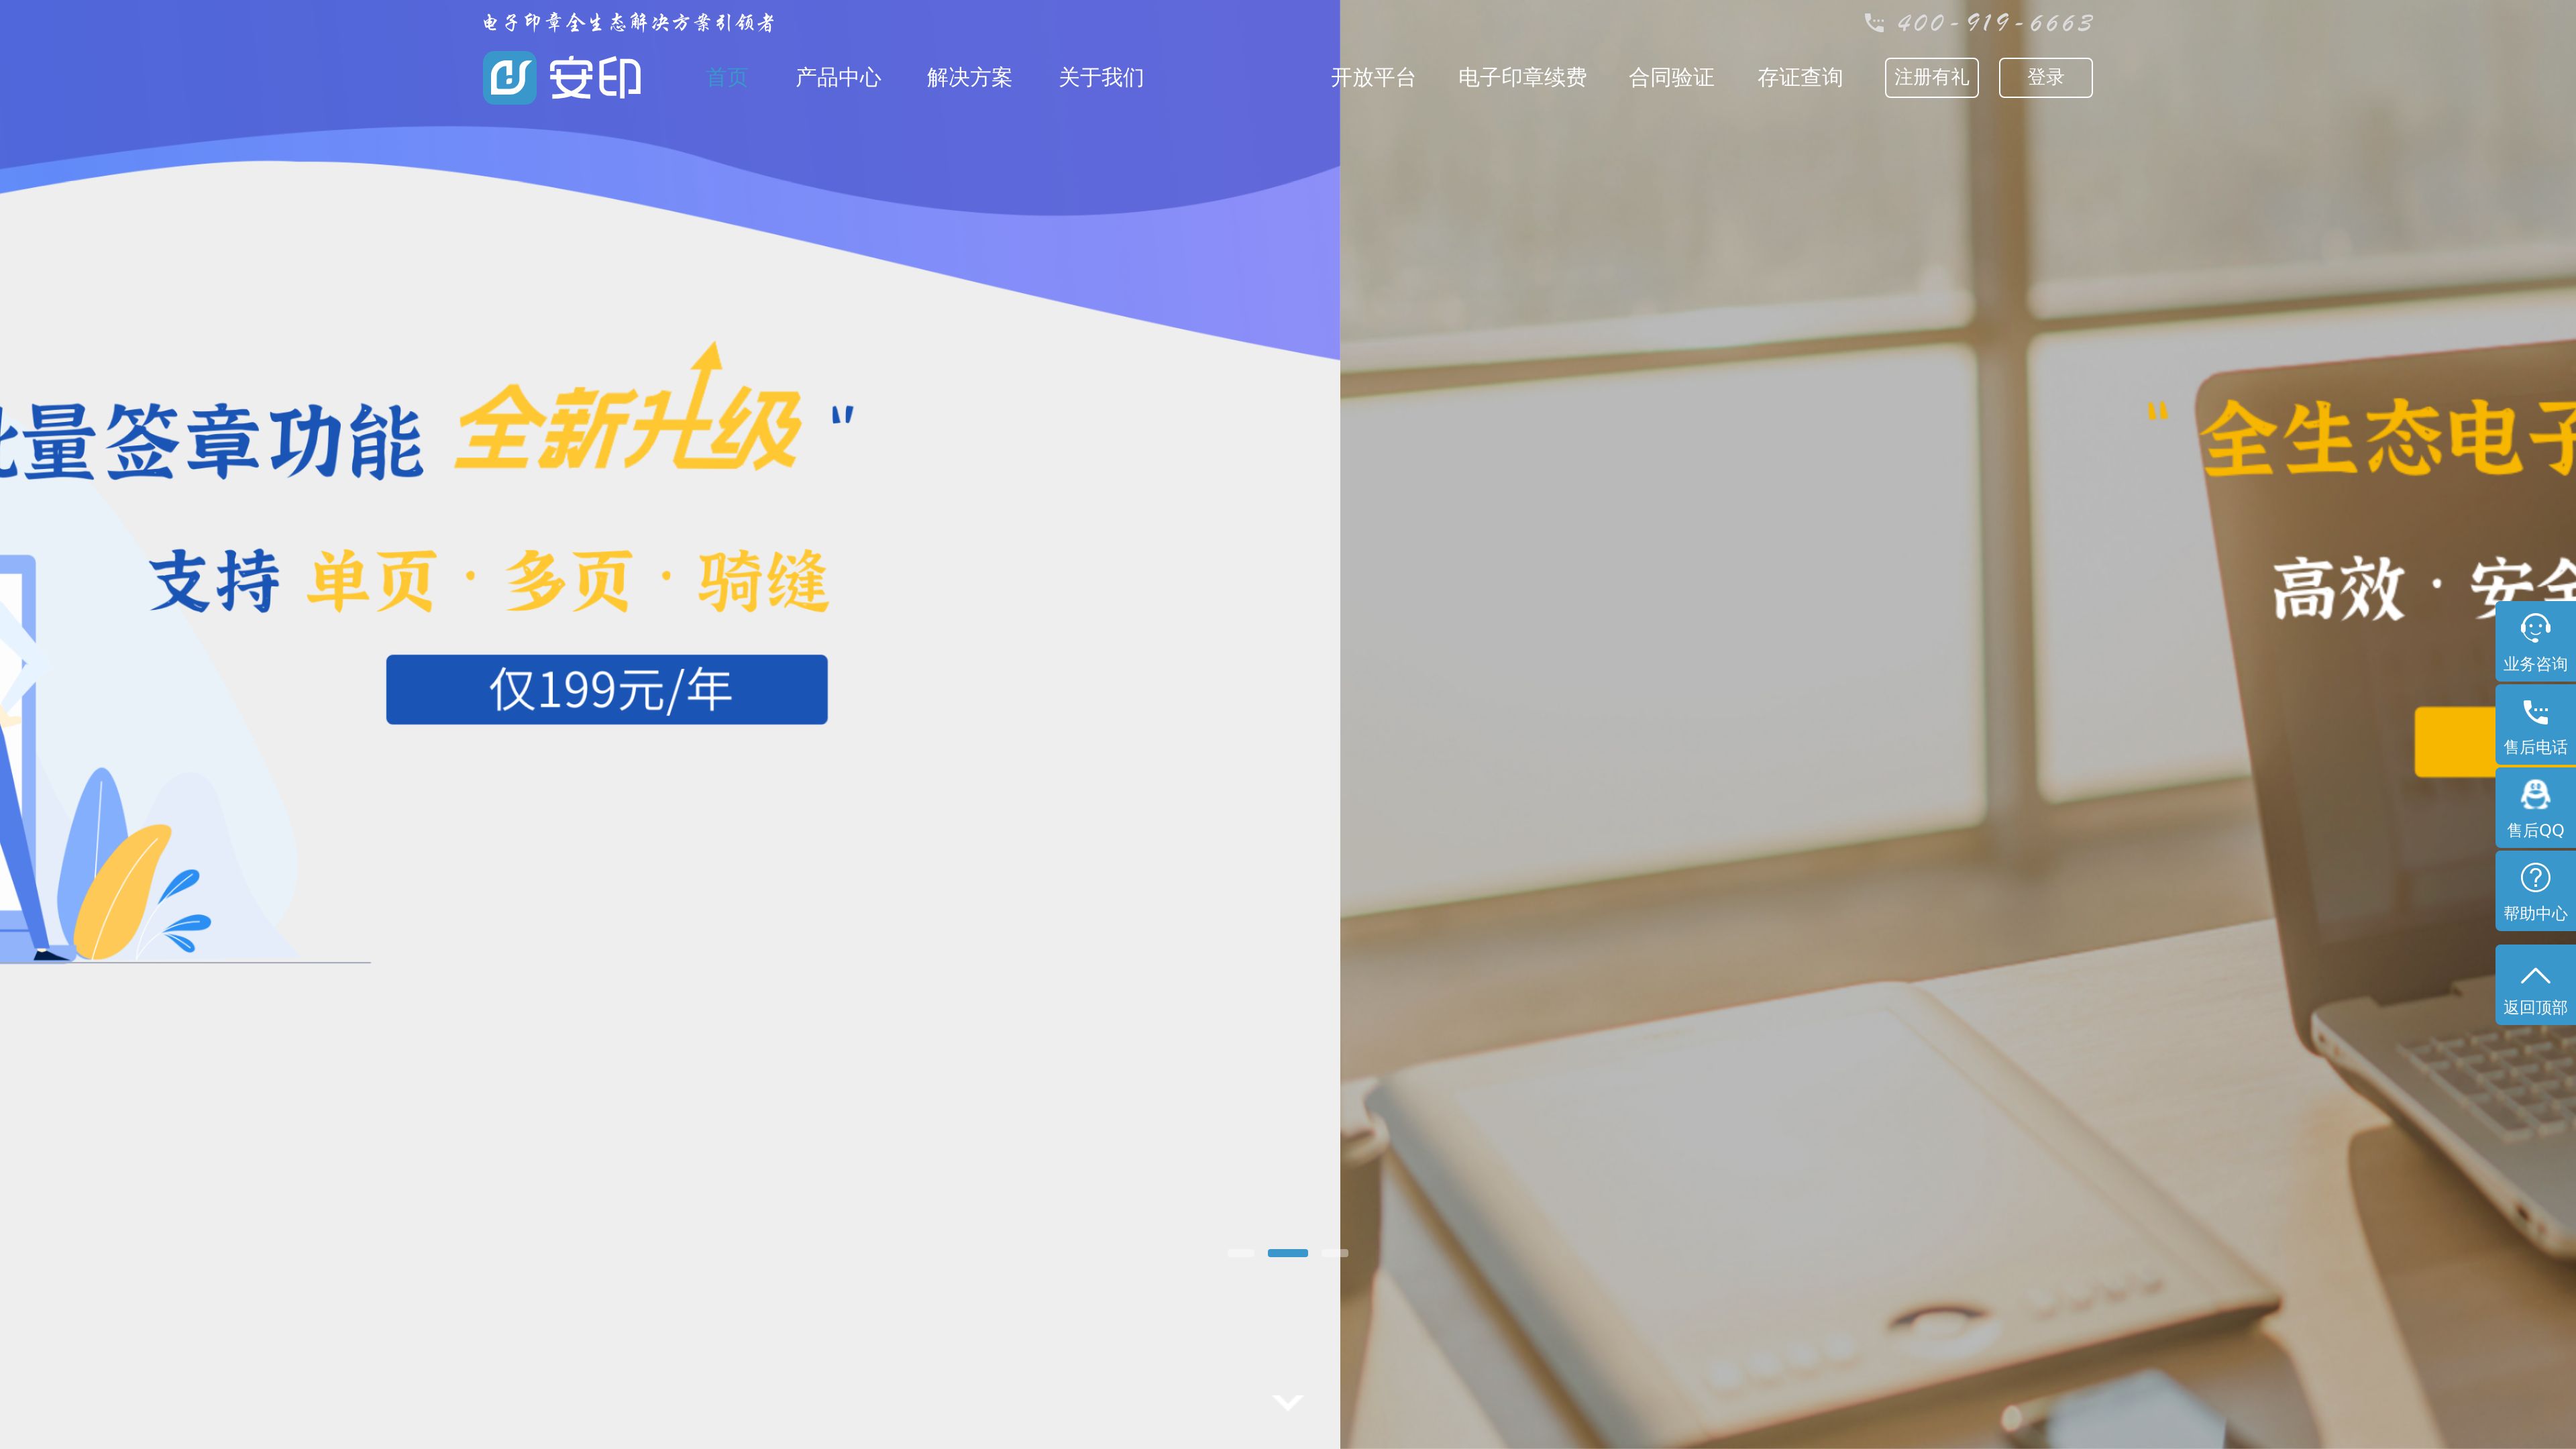 电子印章全生态解决方案引领者
400-919-6663
安印
首页 产品中心 解决方案 关于我们 开放平台 电子印章续费 合同验证 存证查询 注册有礼 登录
量签章功能 全新升级 "
支持 单页·多页·骑缝
仅199元/年
" 全生态电子
高效·安全
业务咨询
售后电话
售后QQ
帮助中心
返回顶部